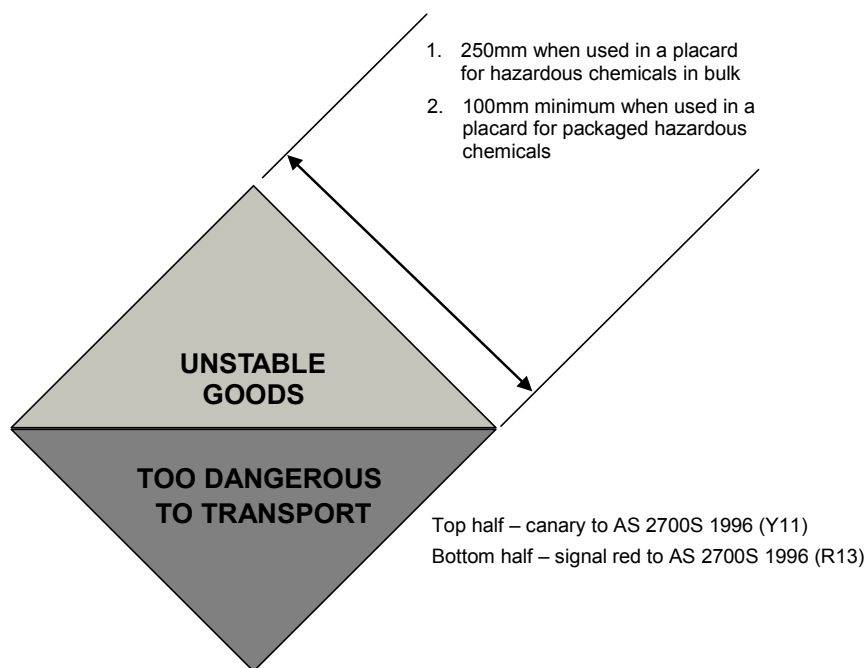 1. 250mm when used in a placard
for hazardous chemicals in bulk
2. 100mm minimum when used in a
placard for packaged hazardous
chemicals
UNSTABLE
GOODS
TOO DANGEROUS
TO TRANSPORT
Top half – canary to AS 2700S 1996 (Y11)
Bottom half – signal red to AS 2700S 1996 (R13)